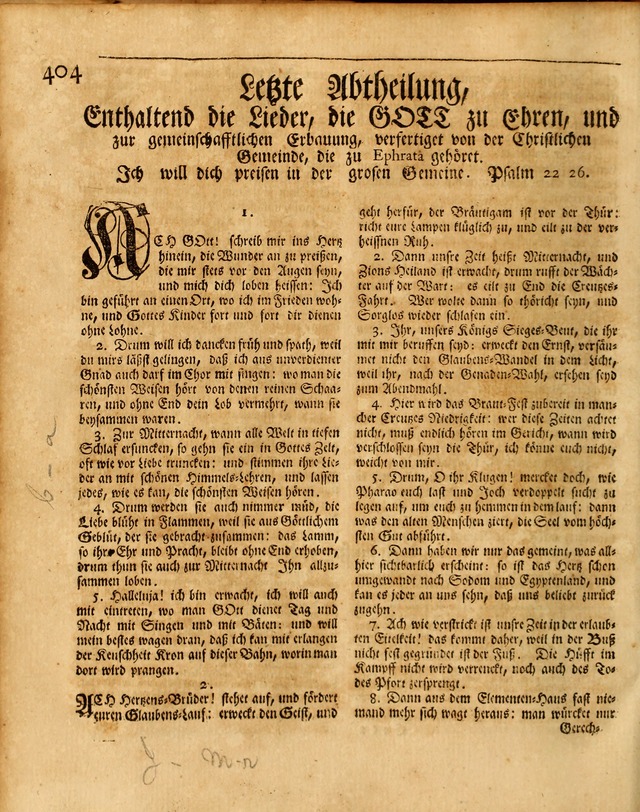 404
Letzte Abtheilung,
Enthaltend die Lieder, die GOTT zu Ehren, und
zur gemeinschafftlichen Erbauung, verfertiget von der Christlichen
Gemeinde, die zu Ephrata gehöret.
Ich will dich preisen in der grosen Gemeine. Psalm 22 26.
1.
ACH GOtt! schreib mir ins Hertz
hinein, die Wunder an zu preißen,
die mir stets vor den Augen seyn,
und mich dich loben heissen: Ich
bin geführt an einen Ort, wo ich im Frieden woh-
ne, und Gottes Kinder fort und fort dir dienen
ohne Lohne.
2. Drum will ich dancken früh und spath, weil
du mirs läßst gelingen, daß ich aus unverdienter
Gnad auch darf im Chor mit singen: wo man die
schönsten Weisen hört von denen reinen Schaa-
ren, und ohne End dein Lob vermehrt, wann sie
beysammen waren.
3. Zur Mitternacht, wann alle Welt in tiefen
Schlaf ersuncken, so gehn sie ein in Gottes Zelt,
oft wie vor Liebe truncken: und stimmen ihre Lie-
der an mit schönen Himmels-Lehren, und lassen
jedes, wie es kan, die schönsten Weisen hören.
4. Drum werden sie auch nimmer müd, die
Liebe blüht in Flammen, weil sie aus Göttlichem
Geblüt, der sie gebracht zusammen: das Lamm,
so ihr Ehr und Pracht, bleibt ohne End erhoben,
drum thun sie auch zur Mitternacht Ihn allzu-
sammen loben.
5. Halleluja! ich bin erwacht, ich will auch
mit eintreten, wo man GOtt dienet Tag und
Nacht mit Singen und mit Bäten: und will
mein bestes wagen dran, daß ich kan mit erlangen
der Keuschheit Kron auf dieser Bahn, worin man
dort wird prangen.
2.
ACH Hertzens-Brüder! stehet auf, und fördert
euren Glaubens-Lauf: erweckt den Geist, und
geht herfür, der Bräutigam ist vor der Thür:
richt eure Lampen klüglich zu, und eilt zu der ver-
heissnen Ruh.
2. Dann unsre Zeit heißt Mitternacht, und
Zions Heiland ist erwacht, drum rufft der Wäch-
ter auf der Wart: es eilt zu End die Creutzes-
Fahrt. Wer wolte dann so thöricht seyn, und
Sorglos wieder schlafen ein.
3. Ihr, unsers Königs Sieges-Beut, die ihr
mit mir beruffen seyd: erweckt den Ernst, versäu-
met nicht den Glaubens-Wandel in dem Licht,
weil ihr, nach der Genaden-Wahl, ersehen seyd
zum Abendmahl.
4. Hier wird das Braut-Fest zubereit in man-
cher Creutzes Niedrigkeit: wer diese Zeiten achtet
nicht, muß endlich hören im Gericht, wann wird
verschlossen seyn die Thür, ich könne euch nicht,
weicht von mir.
5. Drum, O ihr Klugen! mercket doch, wie
Pharao euch last und Joch verdoppelt sucht zu
legen auf, um euch zu hemmen in dem lauf: dann
was den alten Menschen ziert, die Seel vom höch-
sten Gut abführt.
6. Dann haben wir nur das gemeint, was all-
hier sichtbarlich erscheint: so ist das Hertz schon
umgewandt nach Sodom und Egyptenland, und
kan es jeder an uns sehn, daß uns beliebt zurück
zugehn.
7. Ach wie verstrickt ist unsre Zeit in der erlaub-
ten Eitelkeit! das kommt daher, weil in der Buß
nicht fest gegründet ist der Fuß. Die Hüfft im
Kampff nicht wird verrenckt, noch auch des To-
des Pfort zersprengt.
8. Dann aus dem Elementen-Haus fast nie-
mand mehr sich wagt heraus: man würcket nur
Gerech-